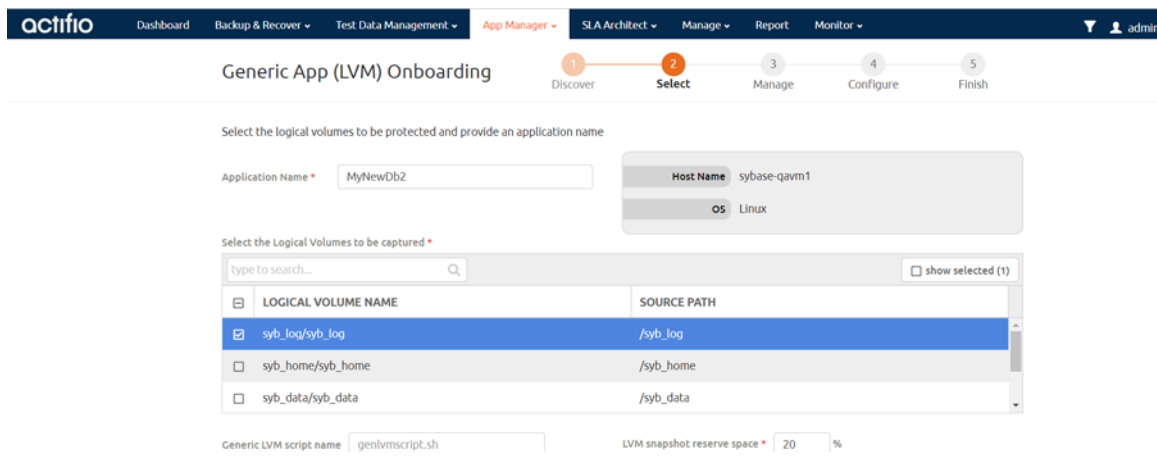 actifio Dashboard Backup & Recover Test Data Management App Manager SLA Architect Manage Report Monitor admin
Generic App (LVM) Onboarding
1 2 3 4 5
Discover Select Manage Configure Finish
Select the logical volumes to be protected and provide an application name
Application Name * MyNewDb2
Host Name sybase-qavm1
OS Linux
Select the Logical Volumes to be captured *
type to search... show selected (1)
LOGICAL VOLUME NAME SOURCE PATH
syb_log/syb_log /syb_log
syb_home/syb_home /syb_home
syb_data/syb_data /syb_data
Generic LVM script name genlvmscript.sh LVM snapshot reserve space * 20 %